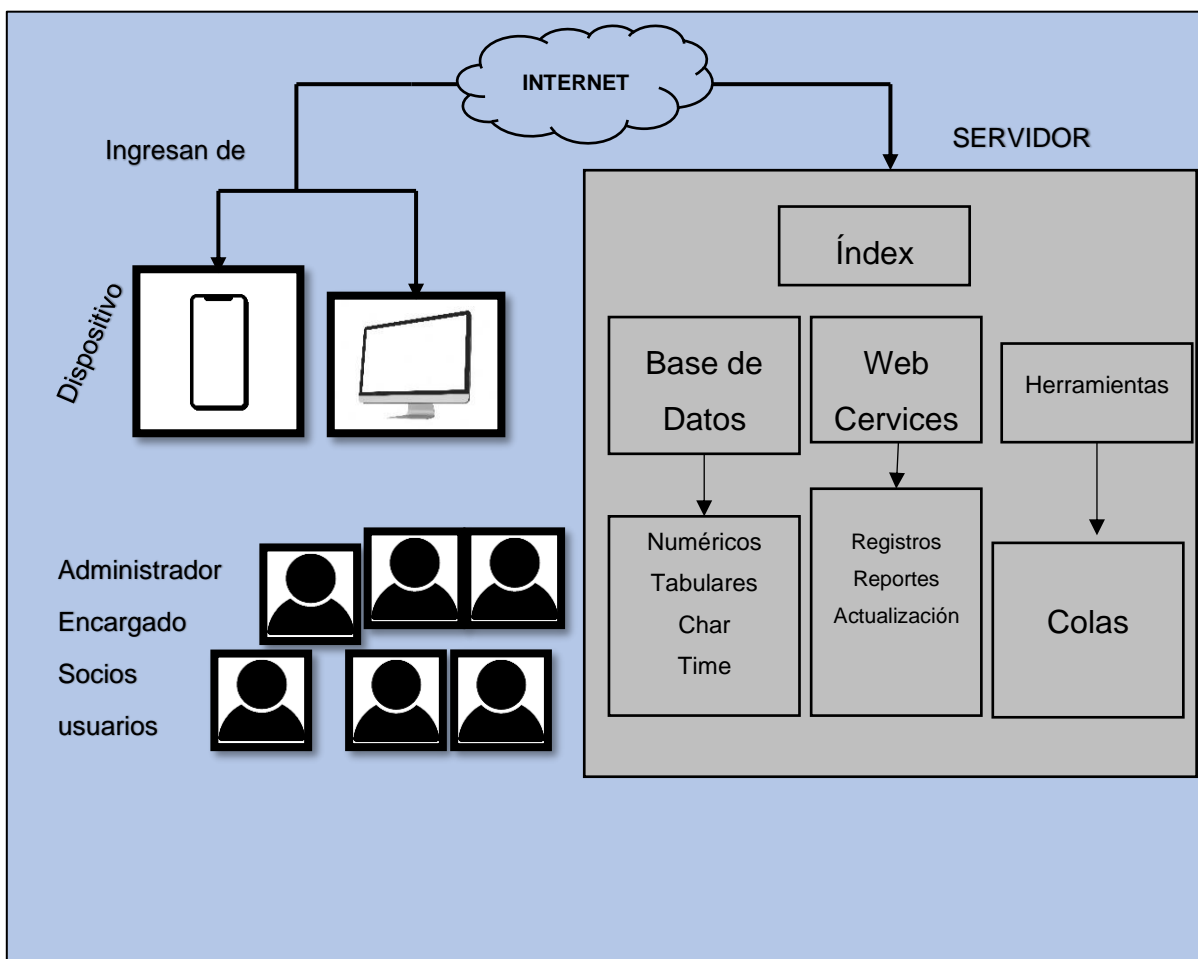 INTERNET
Ingresan de
SERVIDOR
Dispositivo
Índex
Base de
Datos
Web
Cervices
Herramientas
Numéricos
Tabulares
Char
Time
Registros
Reportes
Actualización
Colas
Administrador
Encargado
Socios
usuarios